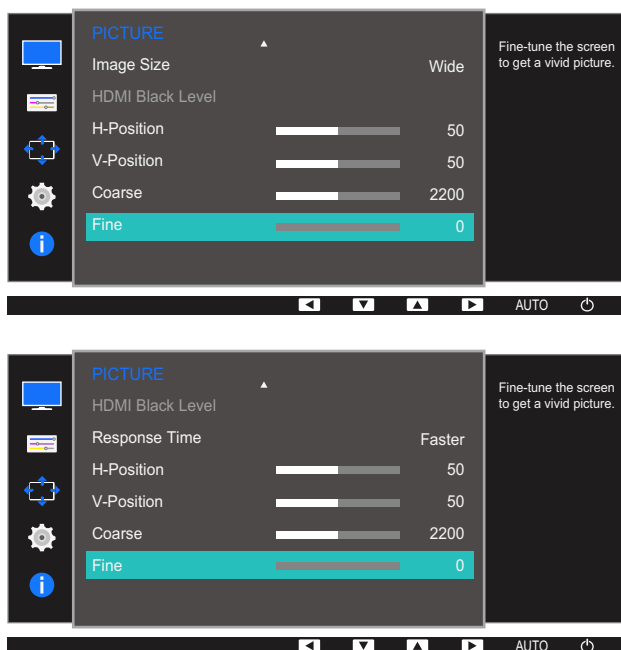 PICTURE
Image Size Wide
HDMI Black Level
H-Position 50
V-Position 50
Coarse 2200
Fine 0
Fine-tune the screen
to get a vivid picture.
AUTO
PICTURE
HDMI Black Level
Response Time Faster
H-Position 50
V-Position 50
Coarse 2200
Fine 0
Fine-tune the screen
to get a vivid picture.
AUTO